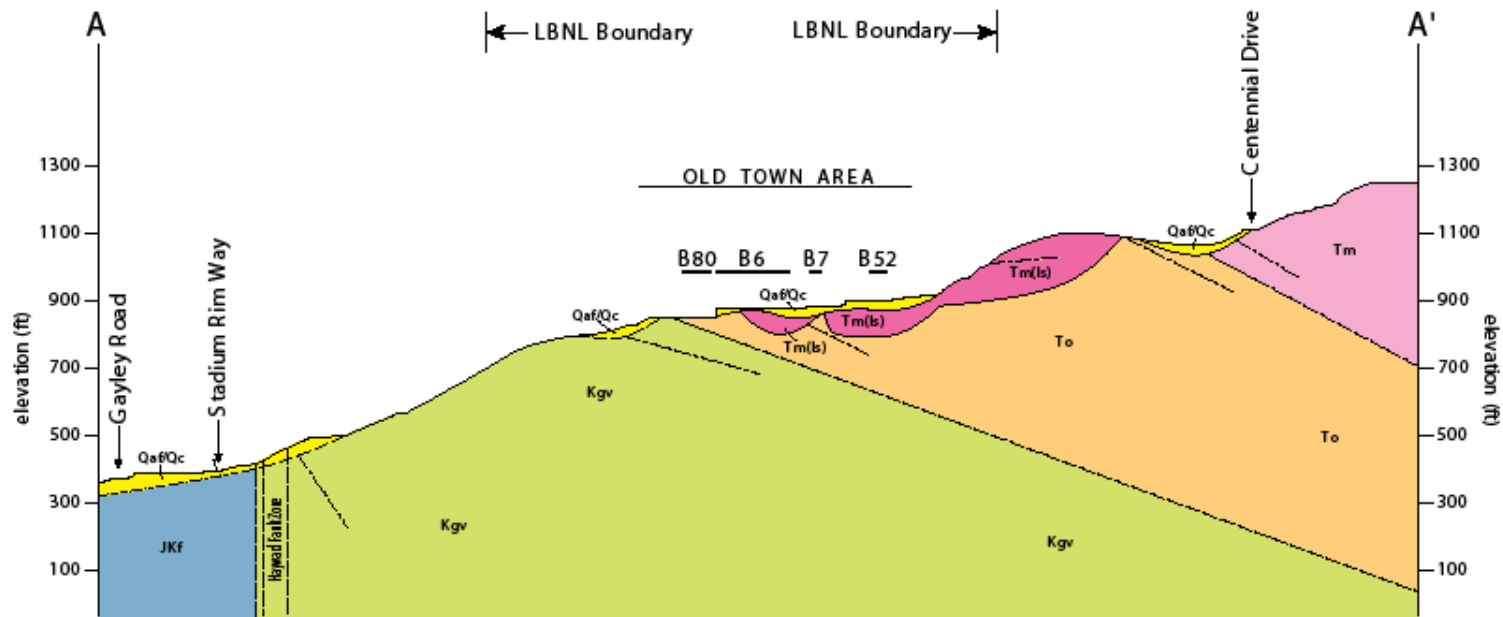 A
A'
LBNL Boundary
LBNL Boundary
Centennial Drive
1300
1300
OLD TOWN AREA
1100
1100
Qaf/Qc
Tm
B80
B6
B7
B52
Tm(ls)
900
900
Qaf/Qc
Qaf/Qc
Tm(ls)
Tm(ls)
To
elevation (ft)
elevation (ft)
Gayley Road
Stadium Rim Way
700
700
Kgv
500
500
To
Qaf/Qc
300
300
Kgv
Kgv
JKf
Haywad Fault Zone
100
100